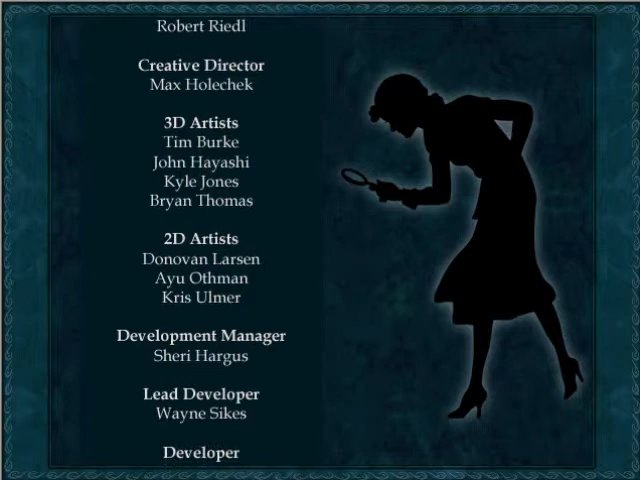 Robert Riedl
Creative Director
Max Holechek
3D Artists
Tim Burke
John Hayashi
Kyle Jones
Bryan Thomas
2D Artists
Donovan Larsen
Ayu Othman
Kris Ulmer
Development Manager
Sheri Hargus
Lead Developer
Wayne Sikes
Developer